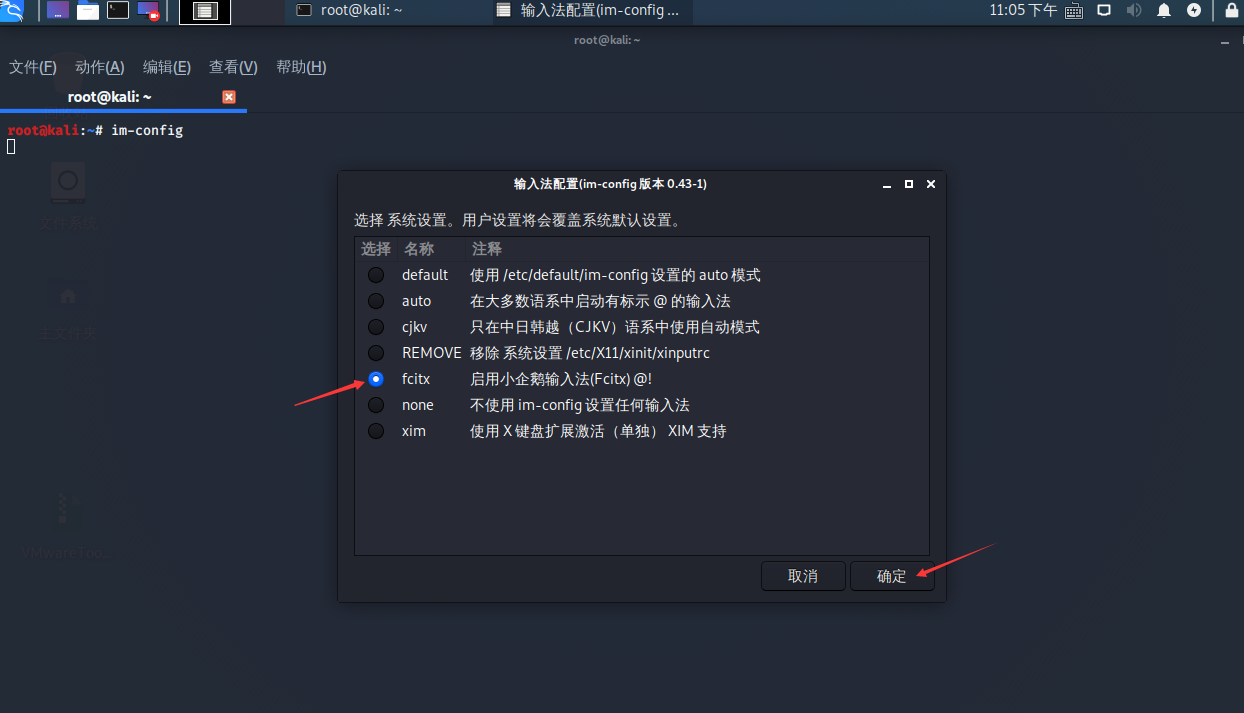 root@kali: ~
输入法配置(im-config ...
11:05 下午
root@kali: ~
文件(F) 动作(A) 编辑(E) 查看(V) 帮助(H)
root@kali: ~
root@kali:~# im-config
文件系统
主文件夹
VMwareToo...
输入法配置(im-config 版本 0.43-1)
选择 系统设置。用户设置将会覆盖系统默认设置。
选择 名称 注释
default 使用 /etc/default/im-config 设置的 auto 模式
auto 在大多数语系中启动有标示 @ 的输入法
cjkv 只在中日韩越（CJKV）语系中使用自动模式
REMOVE 移除 系统设置 /etc/X11/xinit/xinputrc
fcitx 启用小企鹅输入法(Fcitx) @!
none 不使用 im-config 设置任何输入法
xim 使用 X 键盘扩展激活（单独） XIM 支持
取消 确定